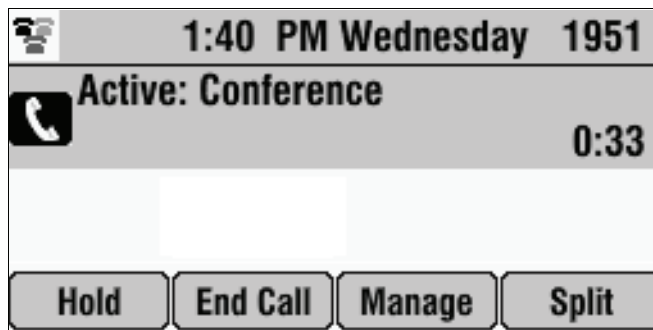 1:40 PM Wednesday 1951
Active: Conference
0:33
Hold End Call Manage Split